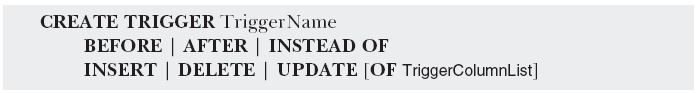 CREATE TRIGGER TriggerName
BEFORE | AFTER | INSTEAD OF
INSERT | DELETE | UPDATE [OF TriggerColumnList]